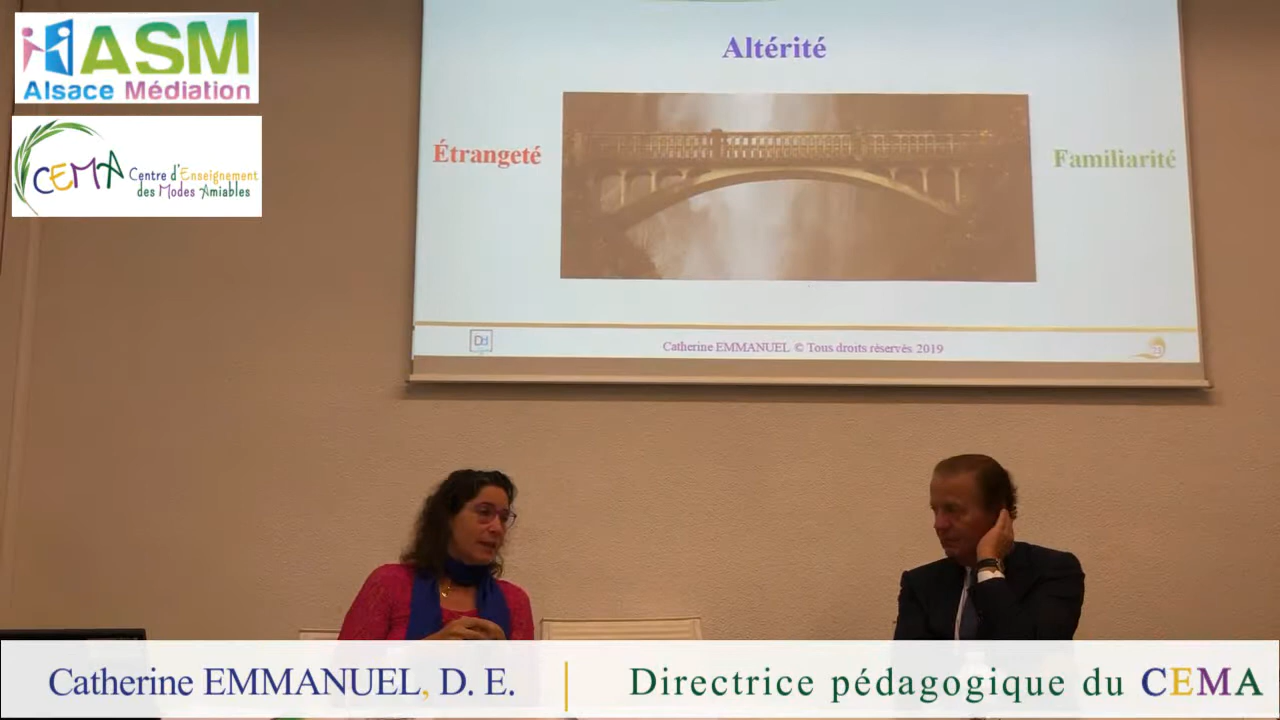 ASM
Alsace Médiation
CEMA Centre d'Enseignement
des Modes Amiables
Altérité
Étrangeté
Familiarité
Dd
Catherine EMMANUEL © Tous droits réservés 2019
Catherine EMMANUEL, D. E.
Directrice pédagogique du CEMA